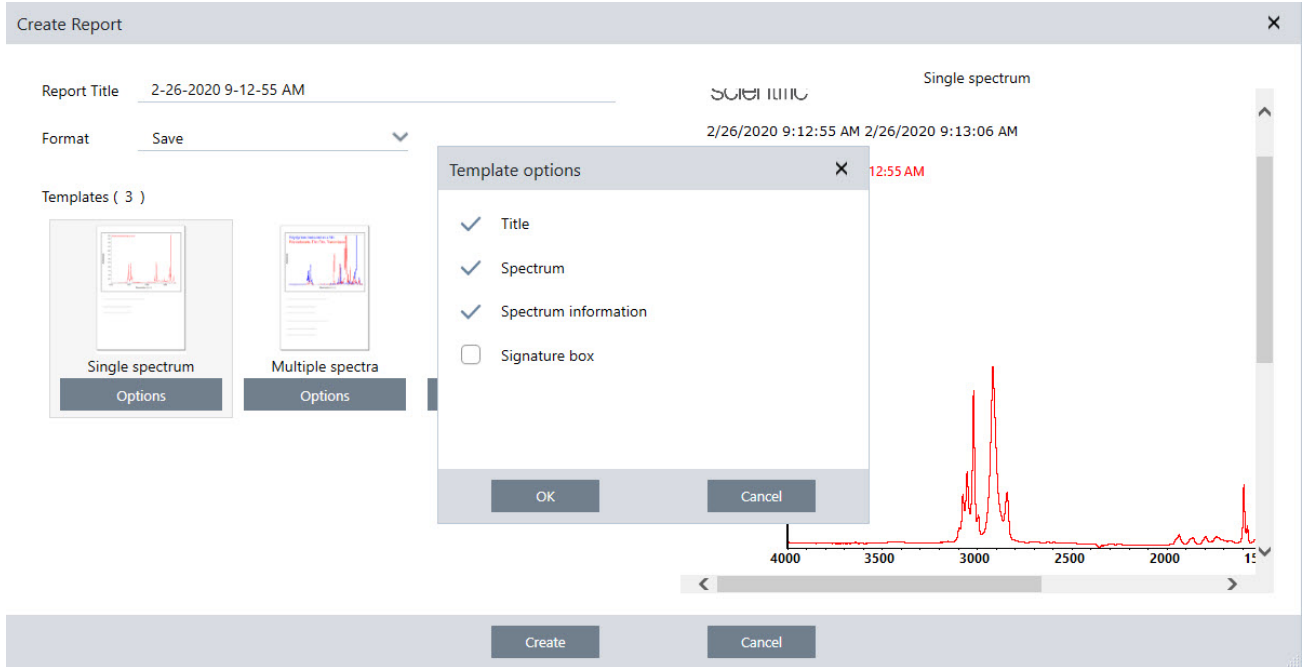 Create Report
Report Title 2-26-2020 9-12-55 AM
Format Save
Templates ( 3 )
Single spectrum
Options
Multiple spectra
Options
Template options
Title
Spectrum
Spectrum information
Signature box
OK Cancel
Single spectrum
2/26/2020 9:12:55 AM 2/26/2020 9:13:06 AM
12:55 AM
4000 3500 3000 2500 2000
Create Cancel